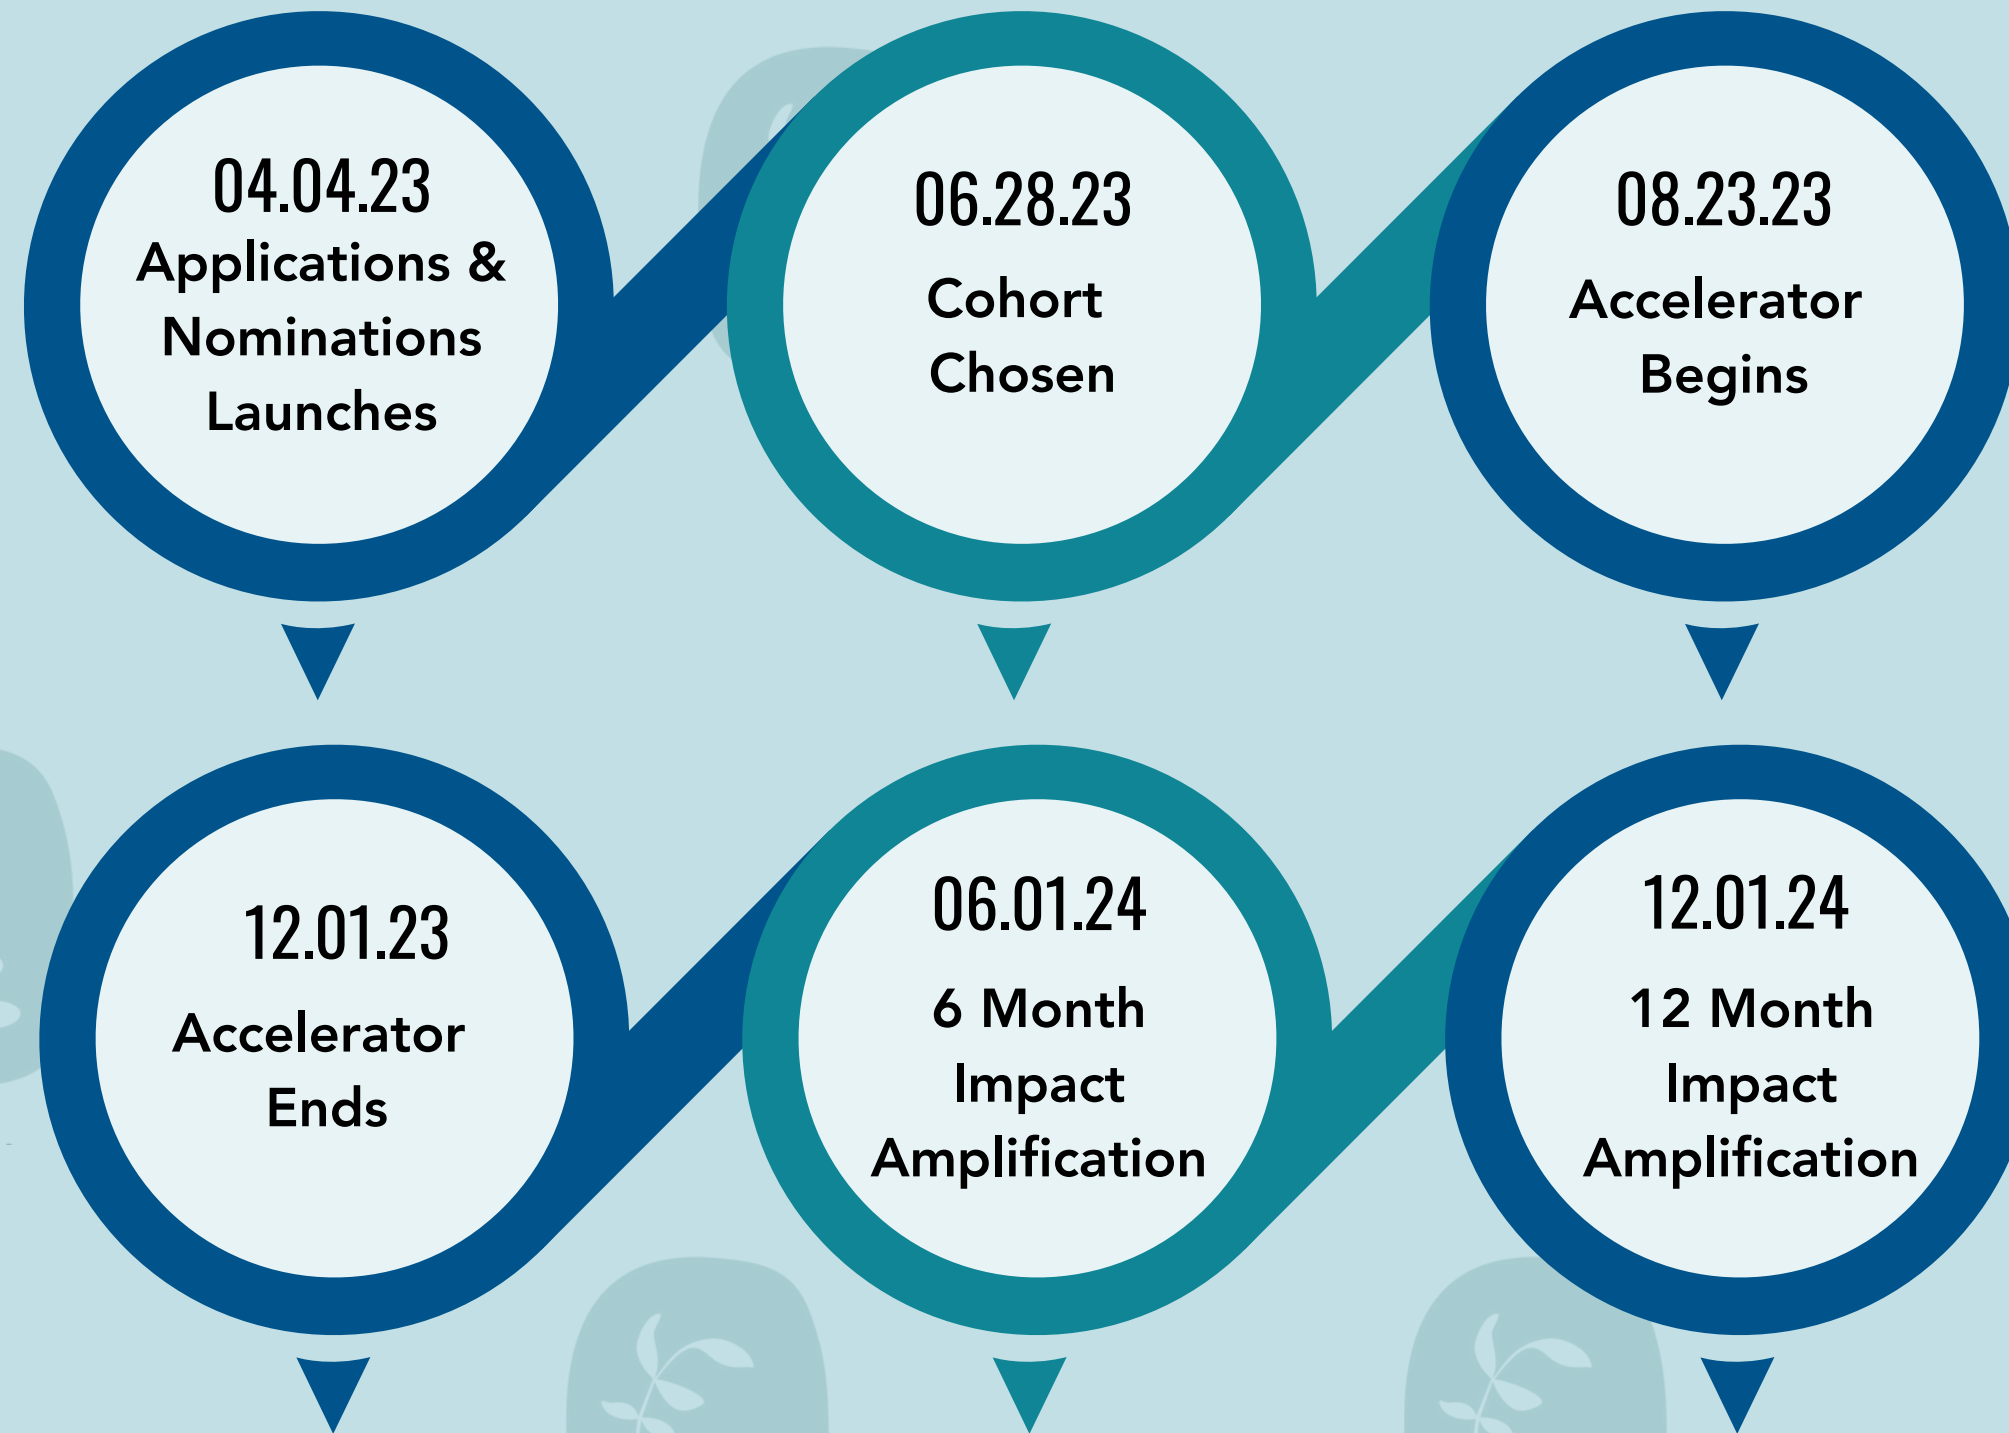 04.04.23
Applications &
Nominations
Launches
06.28.23
Cohort
Chosen
08.23.23
Accelerator
Begins
12.01.23
Accelerator
Ends
06.01.24
6 Month
Impact
Amplification
12.01.24
12 Month
Impact
Amplification